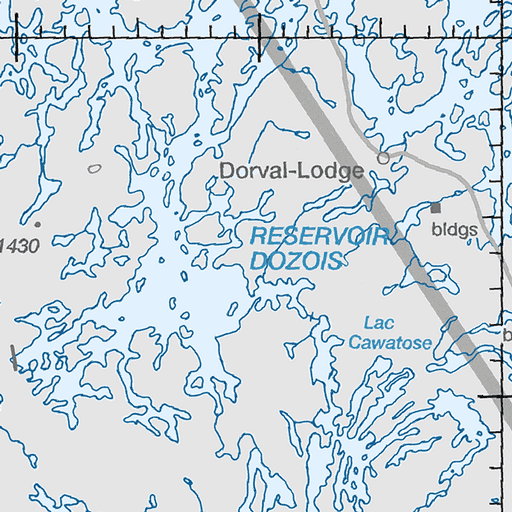 Dorval-Lodge
bldgs
1430
RESERVOIR
DOZOIS
Lac
Cawatose
b